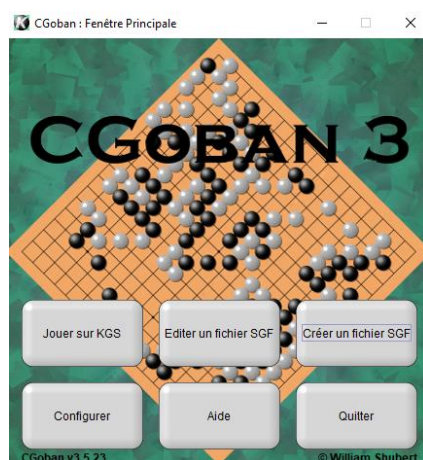 CGoban : Fenêtre Principale
CGOBAN 3
Jouer sur KGS
Editer un fichier SGF
Créer un fichier SGF
Configurer
Aide
Quitter
CGoban v3.5.23
© William Shubert